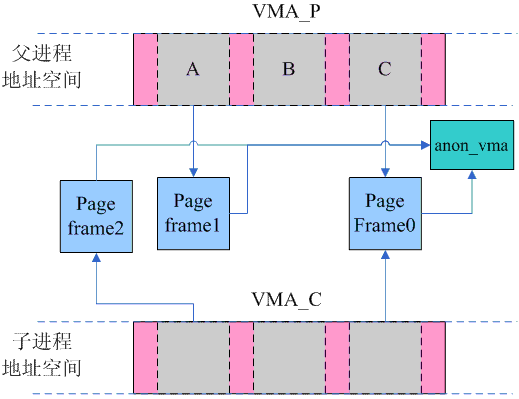 VMA_P
父进程
地址空间
A
B
C
anon_vma
Page
frame2
Page
frame1
Page
Frame0
VMA_C
子进程
地址空间